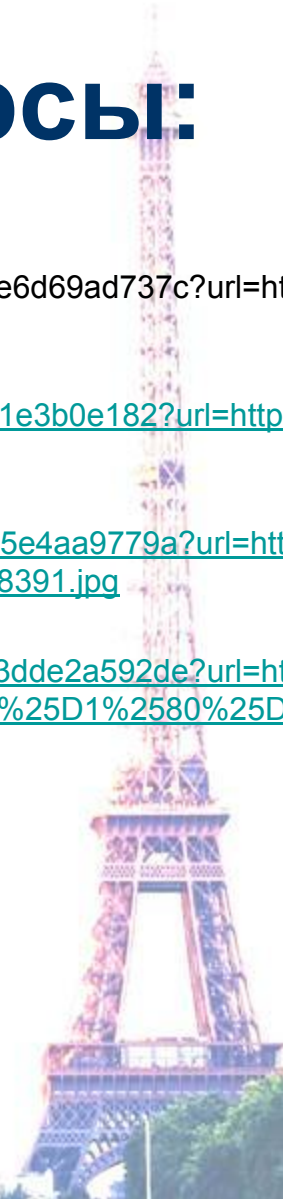 осы:
e6d69ad737c?url=ht
1e3b0e182?url=http
5e4aa9779a?url=htt
8391.jpg
3dde2a592de?url=ht
%25D1%2580%25D